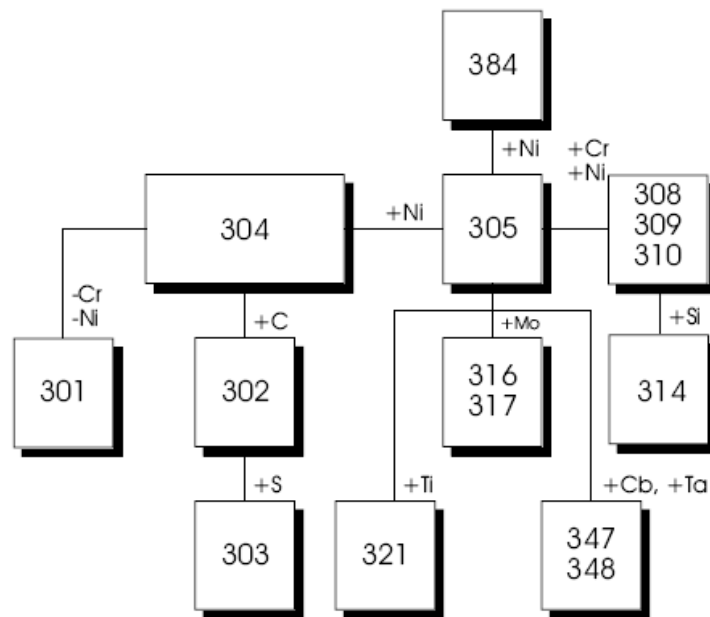 384
+Ni
+Cr
+Ni
304
+Ni
305
308
309
310
-Cr
-Ni
+C
+Mo
+Si
301
302
316
317
314
+S
+Ti
+Cb, +Ta
303
321
347
348